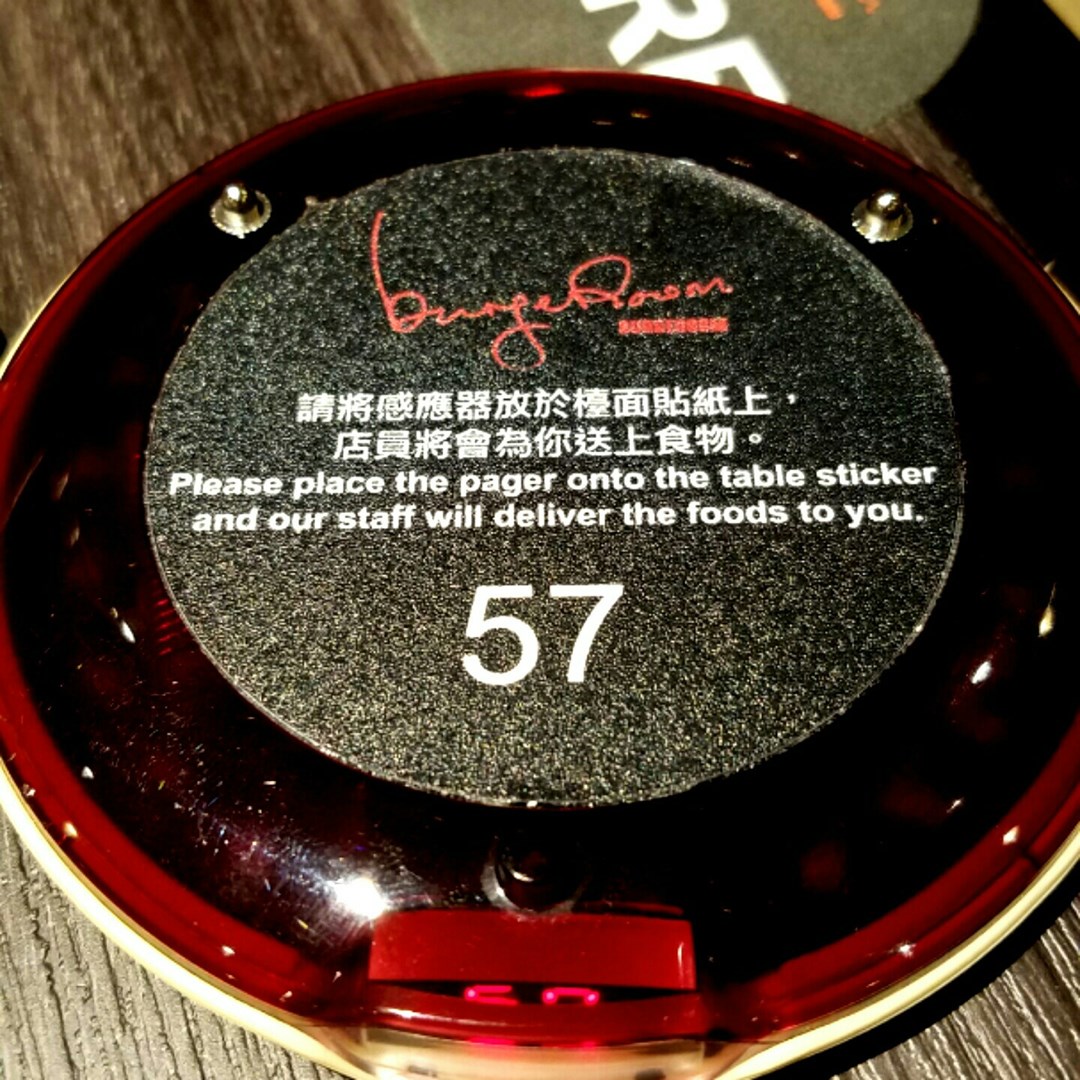 RE
burgeRoom
請將感應器放於檯面貼紙上，
店員將會為你送上食物。
Please place the pager onto the table sticker
and our staff will deliver the foods to you.
57